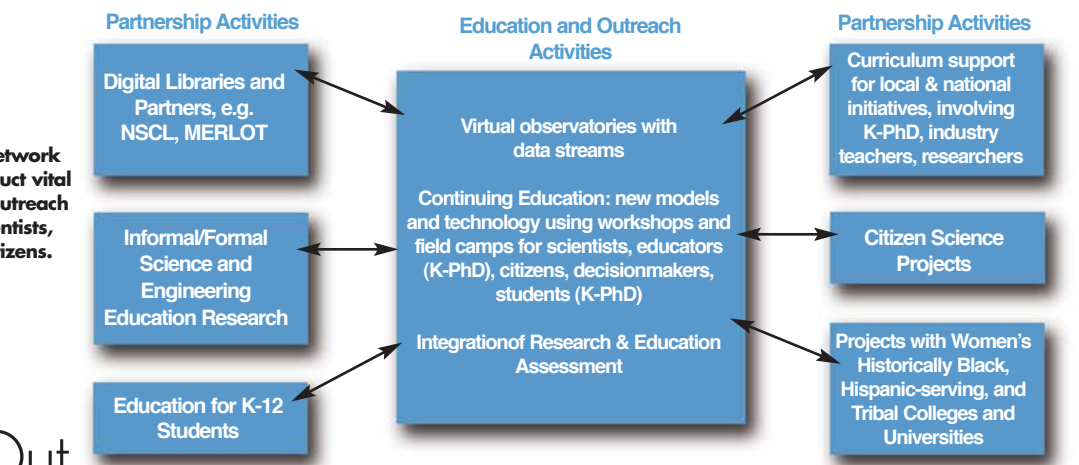 Partnership Activities
Digital Libraries and
Partners, e.g.
NSCL, MERLOT
Informal/Formal
Science and
Engineering
Education Research
Education for K-12
Students
Education and Outreach
Activities
Virtual observatories with
data streams
Continuing Education: new models
and technology using workshops and
field camps for scientists, educators
(K-PhD), citizens, decisionmakers,
students (K-PhD)
Integrationof Research & Education
Assessment
Partnership Activities
Curriculum support
for local & national
initiatives, involving
K-PhD, industry
teachers, researchers
Citizen Science
Projects
Projects with Women's
Historically Black,
Hispanic-serving, and
Tribal Colleges and
Universities
vital